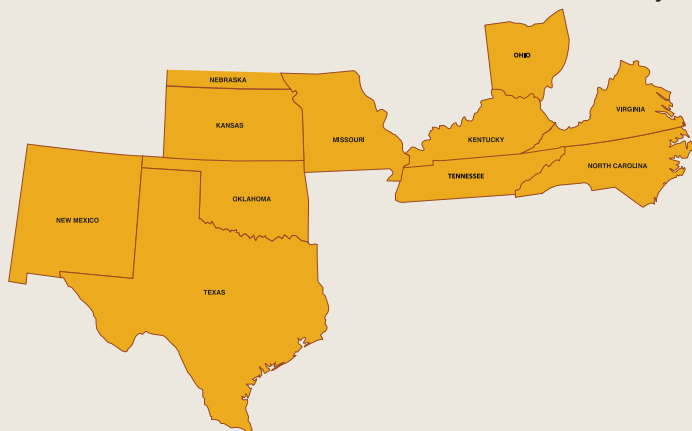 OHIO
NEBRASKA
VIRGINIA
KANSAS
MISSOURI
KENTUCKY
NORTH CAROLINA
TENNESSEE
OKLAHOMA
NEW MEXICO
TEXAS